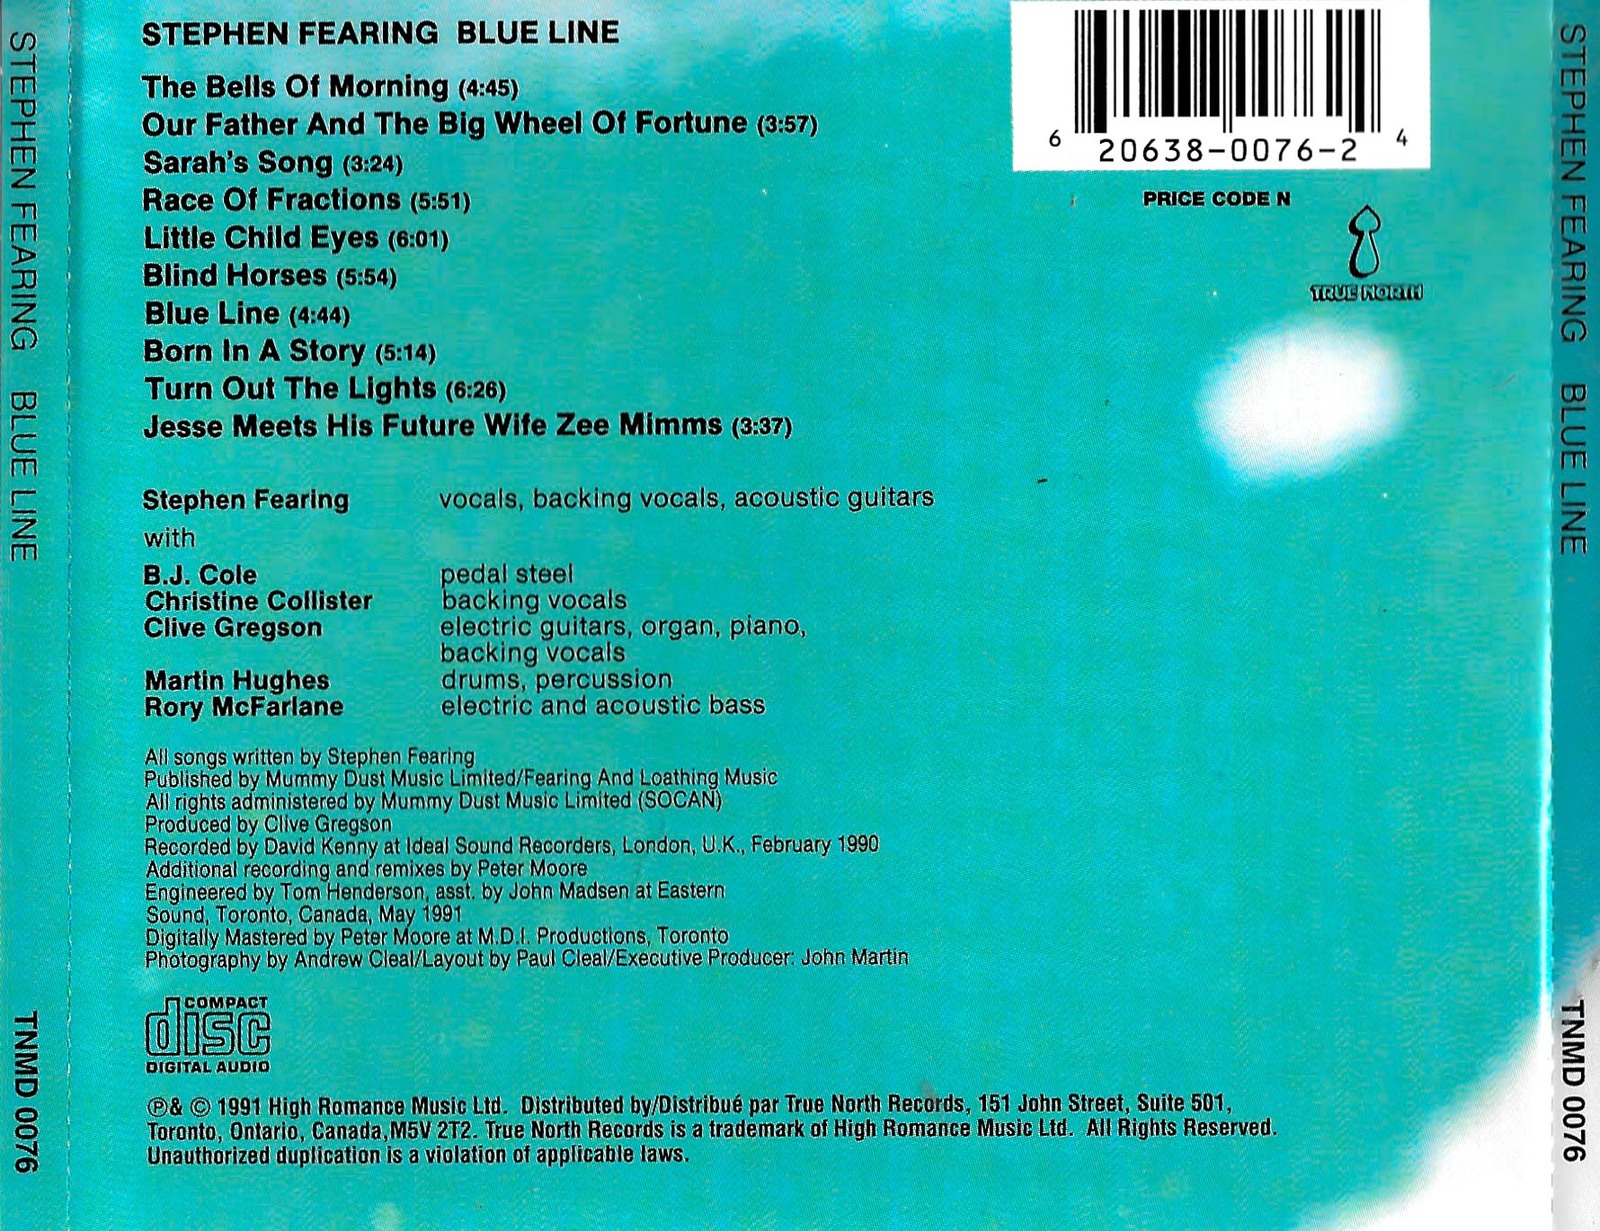 STEPHEN FEARING BLUE LINE
TNMD 0076
STEPHEN FEARING BLUE LINE
The Bells Of Morning (4:45)
Our Father And The Big Wheel Of Fortune (3:57)
Sarah's Song (3:24)
Race Of Fractions (5:51)
Little Child Eyes (6:01)
Blind Horses (5:54)
Blue Line (4:44)
Born In A Story (5:14)
Turn Out The Lights (6:26)
Jesse Meets His Future Wife Zee Mimms (3:37)
6 20638-0076-2 4
PRICE CODE N
TRUE NORTH
Stephen Fearing vocals, backing vocals, acoustic guitars
with
B.J. Cole pedal steel
Christine Collister backing vocals
Clive Gregson electric guitars, organ, piano,
backing vocals
Martin Hughes drums, percussion
Rory McFarlane electric and acoustic bass
All songs written by Stephen Fearing
Published by Mummy Dust Music Limited/Fearing And Loathing Music
All rights administered by Mummy Dust Music Limited (SOCAN)
Produced by Clive Gregson
Recorded by David Kenny at Ideal Sound Recorders, London, U.K., February 1990
Additional recording and remixes by Peter Moore
Engineered by Tom Henderson, asst. by John Madsen at Eastern
Sound, Toronto, Canada, May 1991
Digitally Mastered by Peter Moore at M.D.I. Productions, Toronto
Photography by Andrew Cleal/Layout by Paul Cleal/Executive Producer: John Martin
COMPACT
disc
DIGITAL AUDIO
℗& © 1991 High Romance Music Ltd. Distributed by/Distribué par True North Records, 151 John Street, Suite 501,
Toronto, Ontario, Canada,M5V 2T2. True North Records is a trademark of High Romance Music Ltd. All Rights Reserved.
Unauthorized duplication is a violation of applicable laws.
STEPHEN FEARING BLUE LINE
TNMD 0076